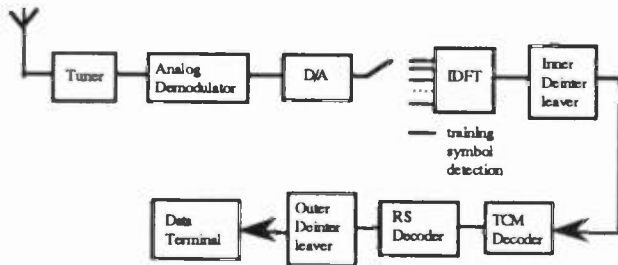 Tuner
Analog
Demodulator
D/A
IDFT
Inner
Deinter
leaver
training
symbol
detection
Data
Terminal
Outer
Deinter
leaver
RS
Decoder
TCM
Decoder